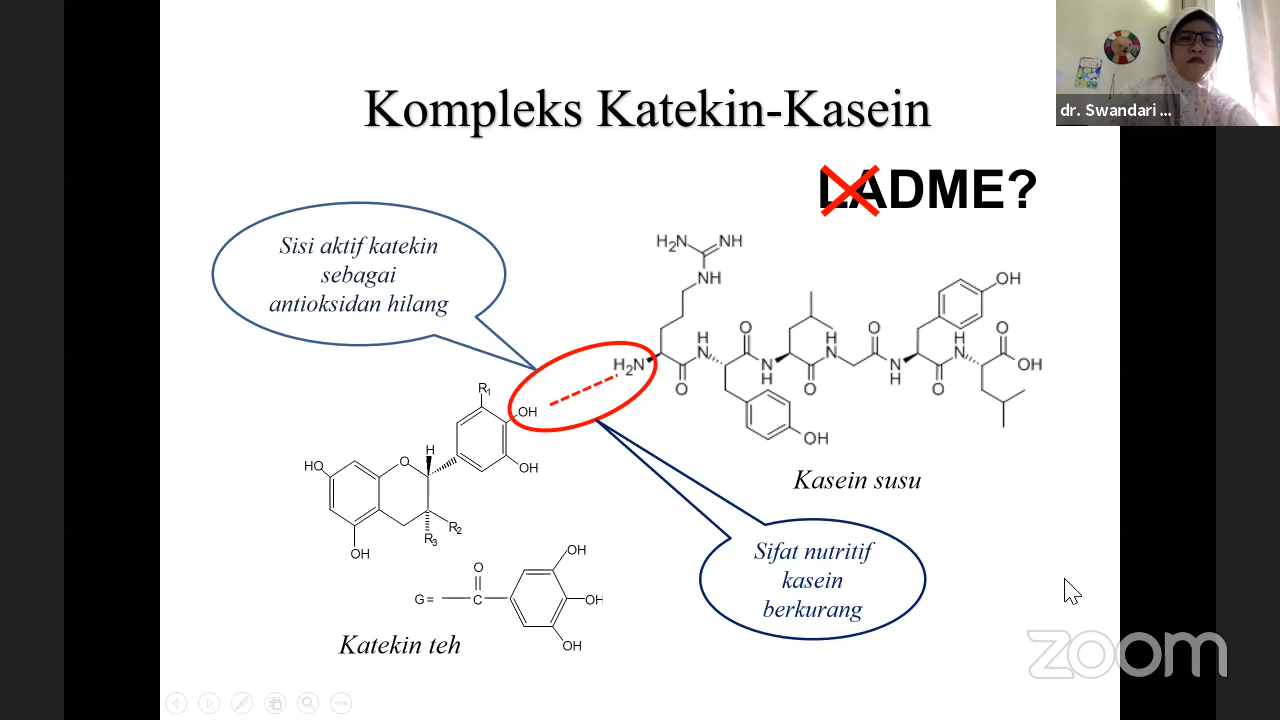 Kompleks Katekin-Kasein
dr. Swandari ...
LADME?
Sisi aktif katekin
sebagai
antioksidan hilang
H2N
NH
NH
OH
H
O
H
O
H
O
H2N
N
N
N
N
N
OH
O
H
O
H
O
OH
R1
OH
OH
H
O
HO
OH
R2
R3
OH
Kasein susu
Sifat nutritif
kasein
berkurang
O
OH
G =
C
OH
OH
Katekin teh
zoom